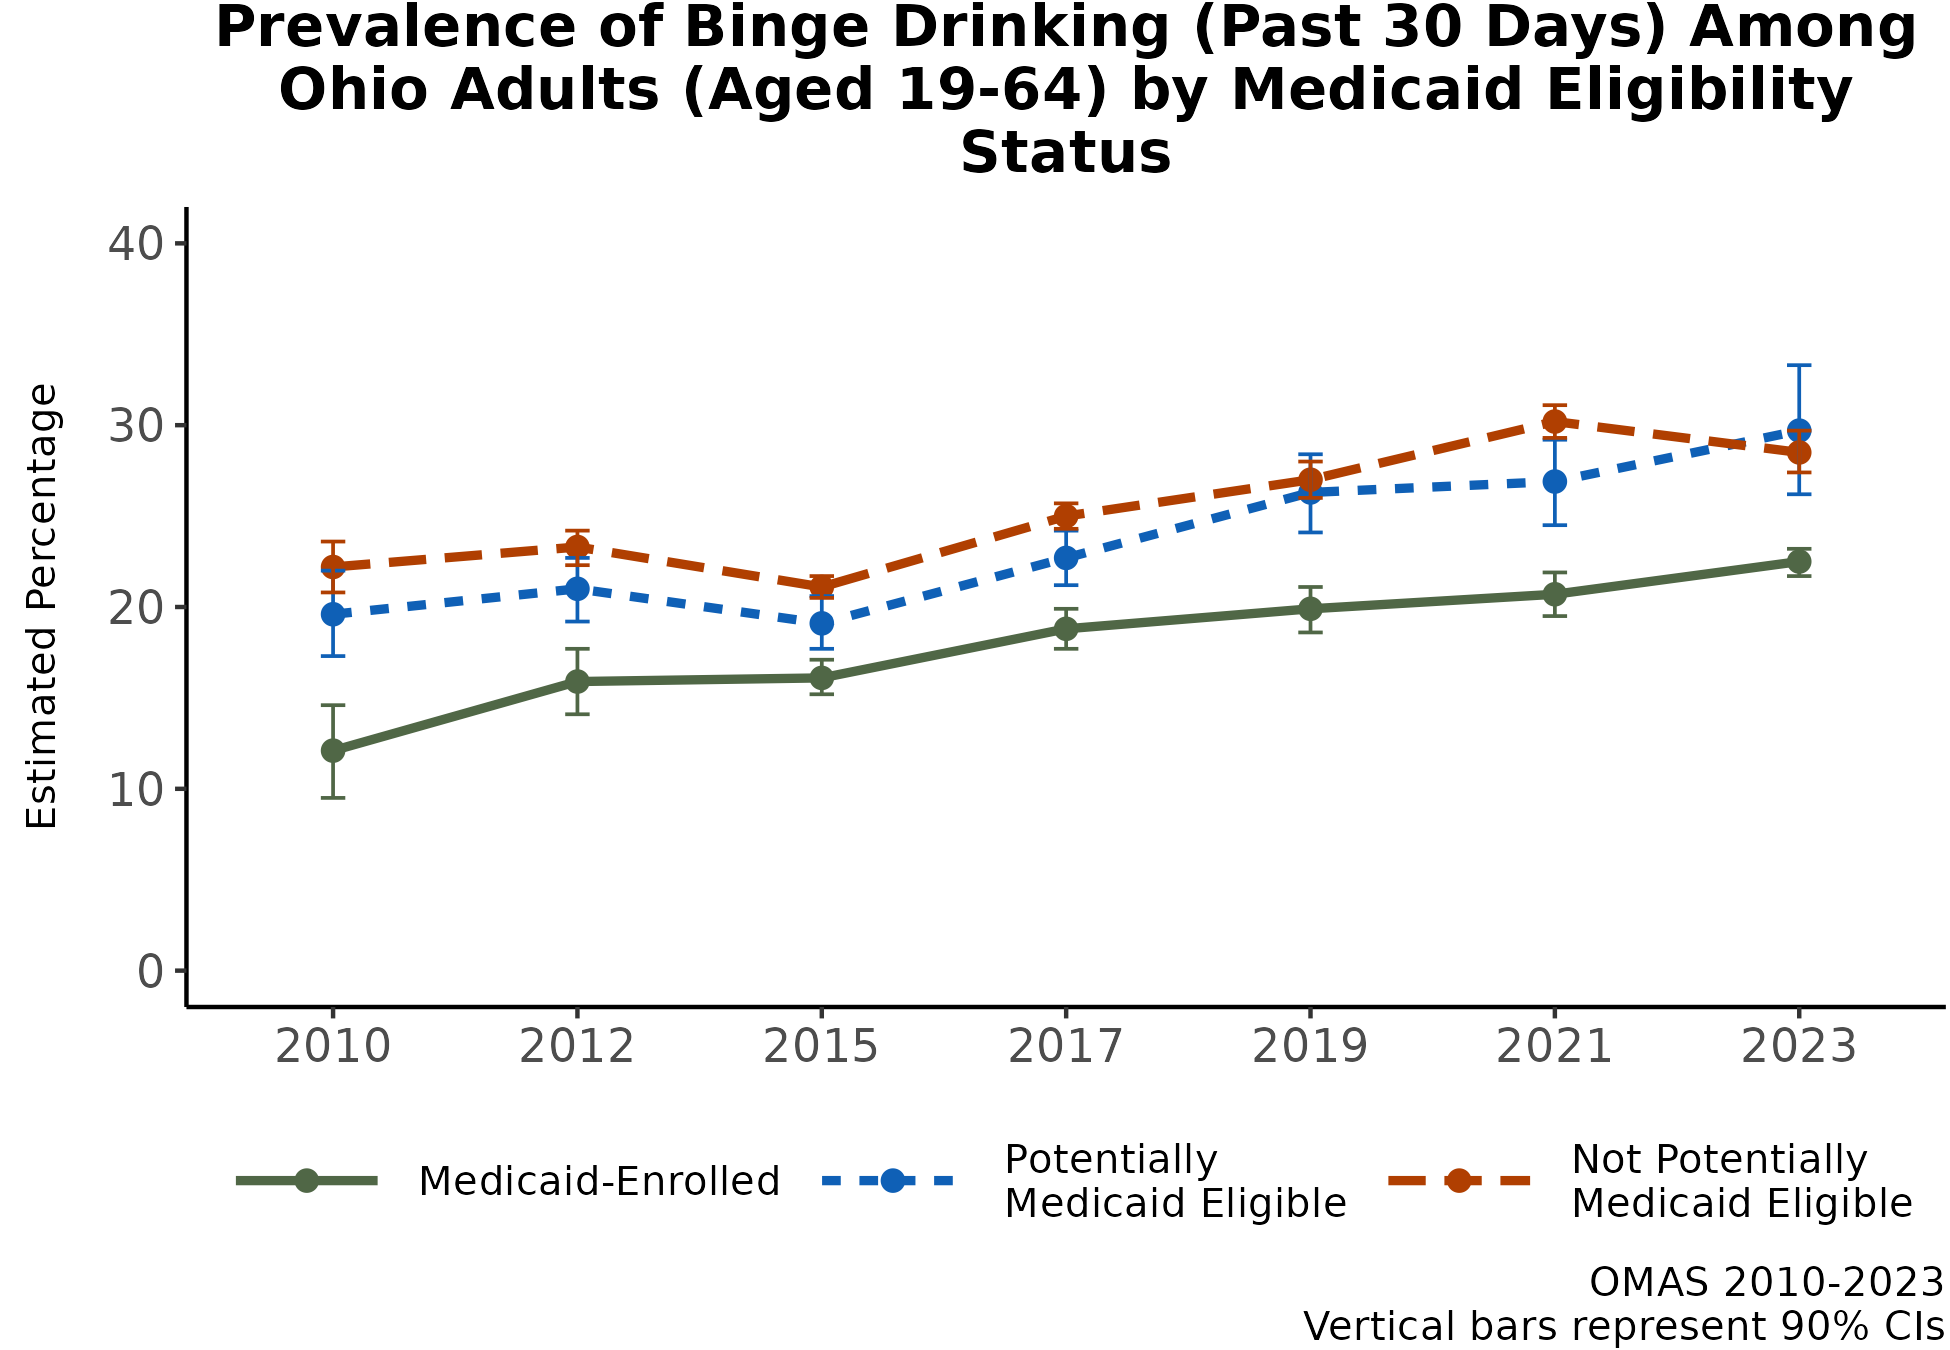 Prevalence of Binge Drinking (Past 30 Days) Among
Ohio Adults (Aged 19-64) by Medicaid Eligibility
Status
Estimated Percentage
40
30
20
10
0
2010
2012
2015
2017
2019
2021
2023
Medicaid-Enrolled
Potentially
Medicaid Eligible
Not Potentially
Medicaid Eligible
OMAS 2010-2023
Vertical bars represent 90% CIs